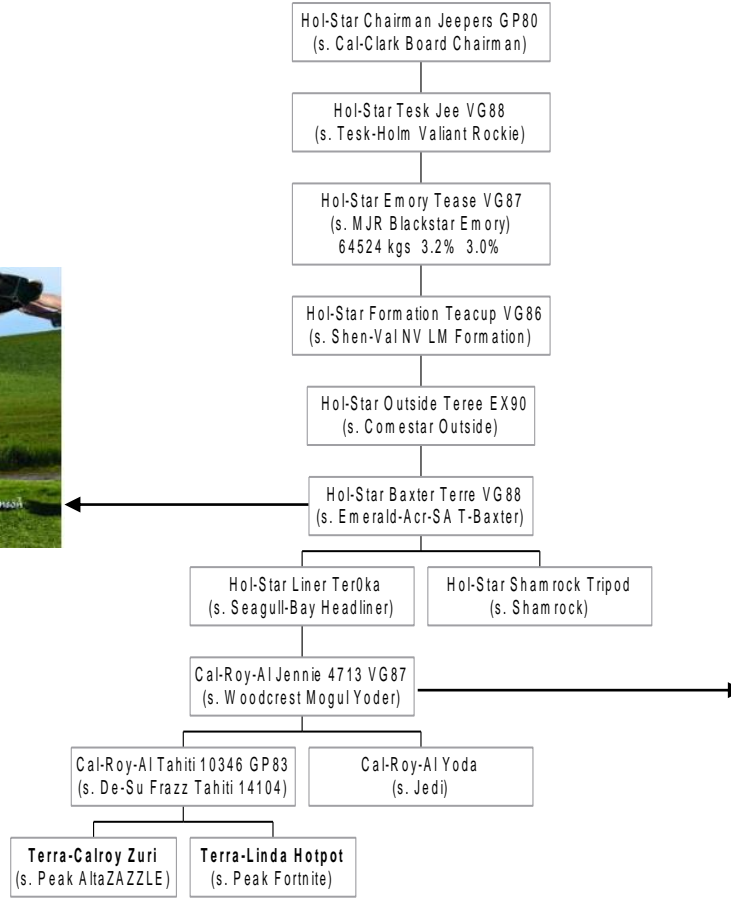 Hol-Star Chairman Jeepers GP80
(s. Cal-Clark Board Chairman)
Hol-Star Tesk Jee VG88
(s. Tesk-Holm Valiant Rockie)
Hol-Star Emory Tease VG87
(s. MJR Blackstar Emory)
64524 kgs 3.2% 3.0%
Hol-Star Formation Teacup VG86
(s. Shen-Val NV LM Formation)
Hol-Star Outside Teree EX90
(s. Comestar Outside)
Hol-Star Baxter Terre VG88
(s. Emerald-Acr-SA T-Baxter)
Hol-Star Liner Ter0ka
(s. Seagull-Bay Headliner)
Hol-Star Shamrock Tripod
(s. Shamrock)
Cal-Roy-Al Jennie 4713 VG87
(s. Woodcrest Mogul Yoder)
Cal-Roy-Al Tahiti 10346 GP83
(s. De-Su Frazz Tahiti 14104)
Cal-Roy-Al Yoda
(s. Jedi)
Terra-Calroy Zuri
(s. Peak AltaZAZZLE)
Terra-Linda Hotpot
(s. Peak Fortnite)